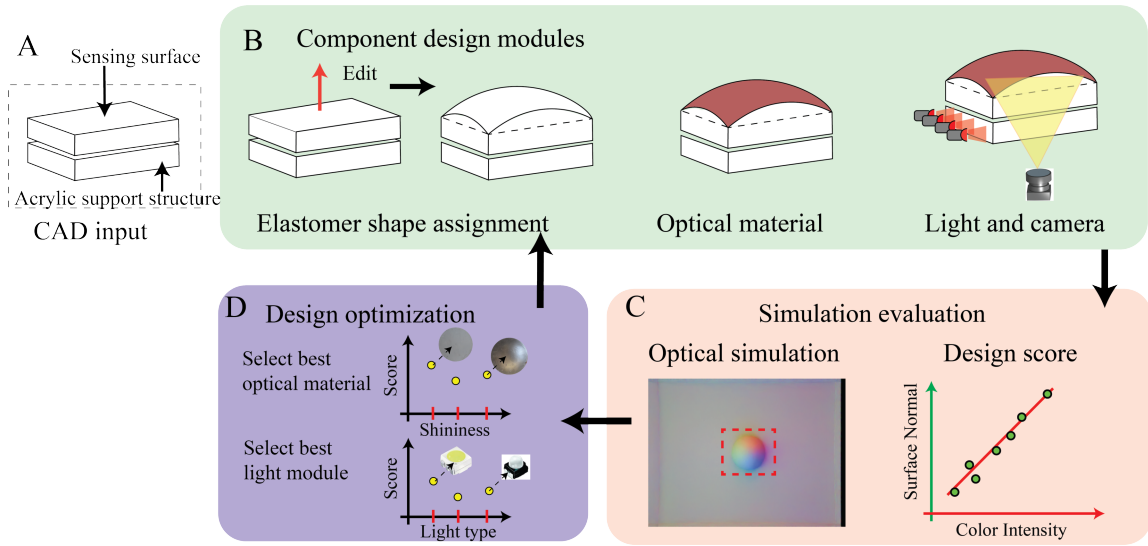 A
Sensing surface
Acrylic support structure
CAD input
B
Component design modules
Edit
Elastomer shape assignment
Optical material
Light and camera
D
Design optimization
Select best
optical material
Score
Shininess
Select best
light module
Score
Light type
C
Simulation evaluation
Optical simulation
Design score
Surface Normal
Color Intensity